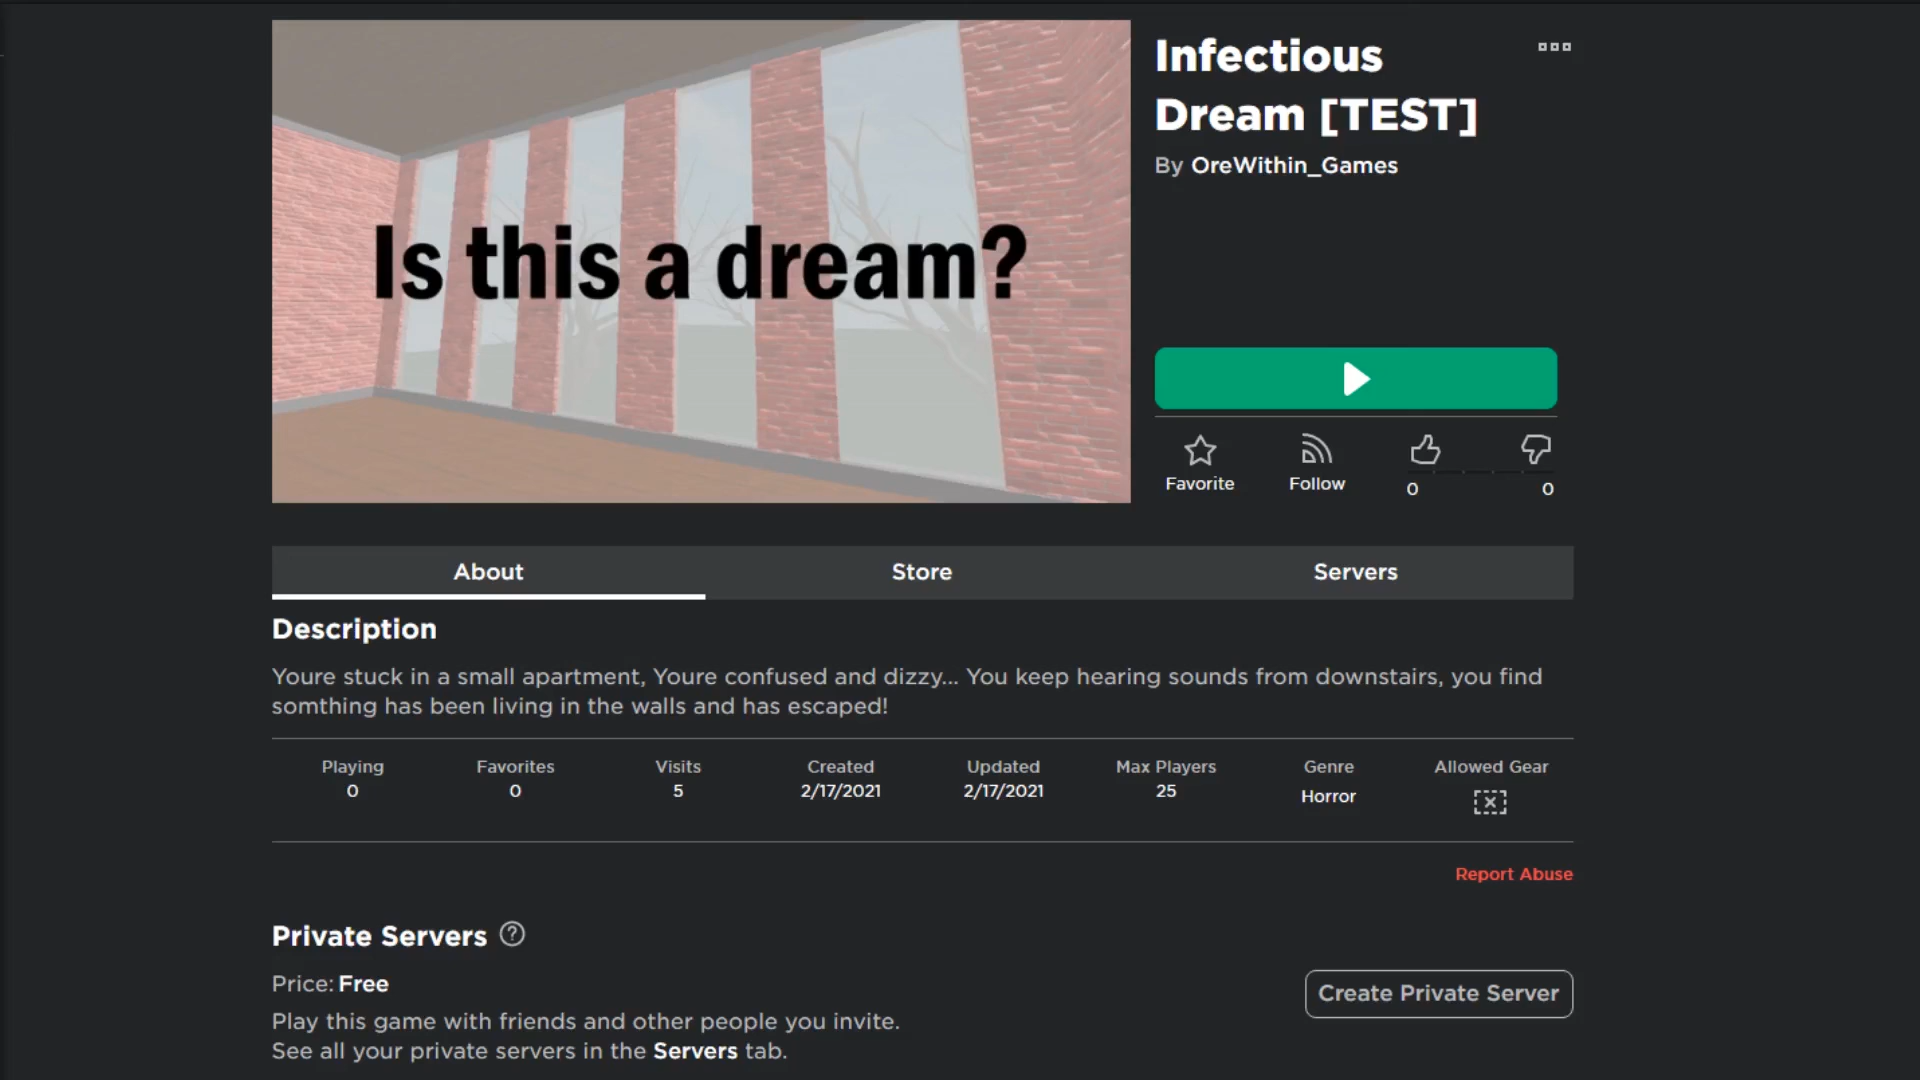 Is this a dream?
Infectious
Dream [TEST]
By OreWithin_Games
Favorite
Follow
0
0
About
Store
Servers
Description
Youre stuck in a small apartment, Youre confused and dizzy... You keep hearing sounds from downstairs, you find
somthing has been living in the walls and has escaped!
Playing
Favorites
Visits
Created
Updated
Max Players
Genre
Allowed Gear
0
0
5
2/17/2021
2/17/2021
25
Horror
Report Abuse
Private Servers
Price: Free
Create Private Server
Play this game with friends and other people you invite.
See all your private servers in the Servers tab.